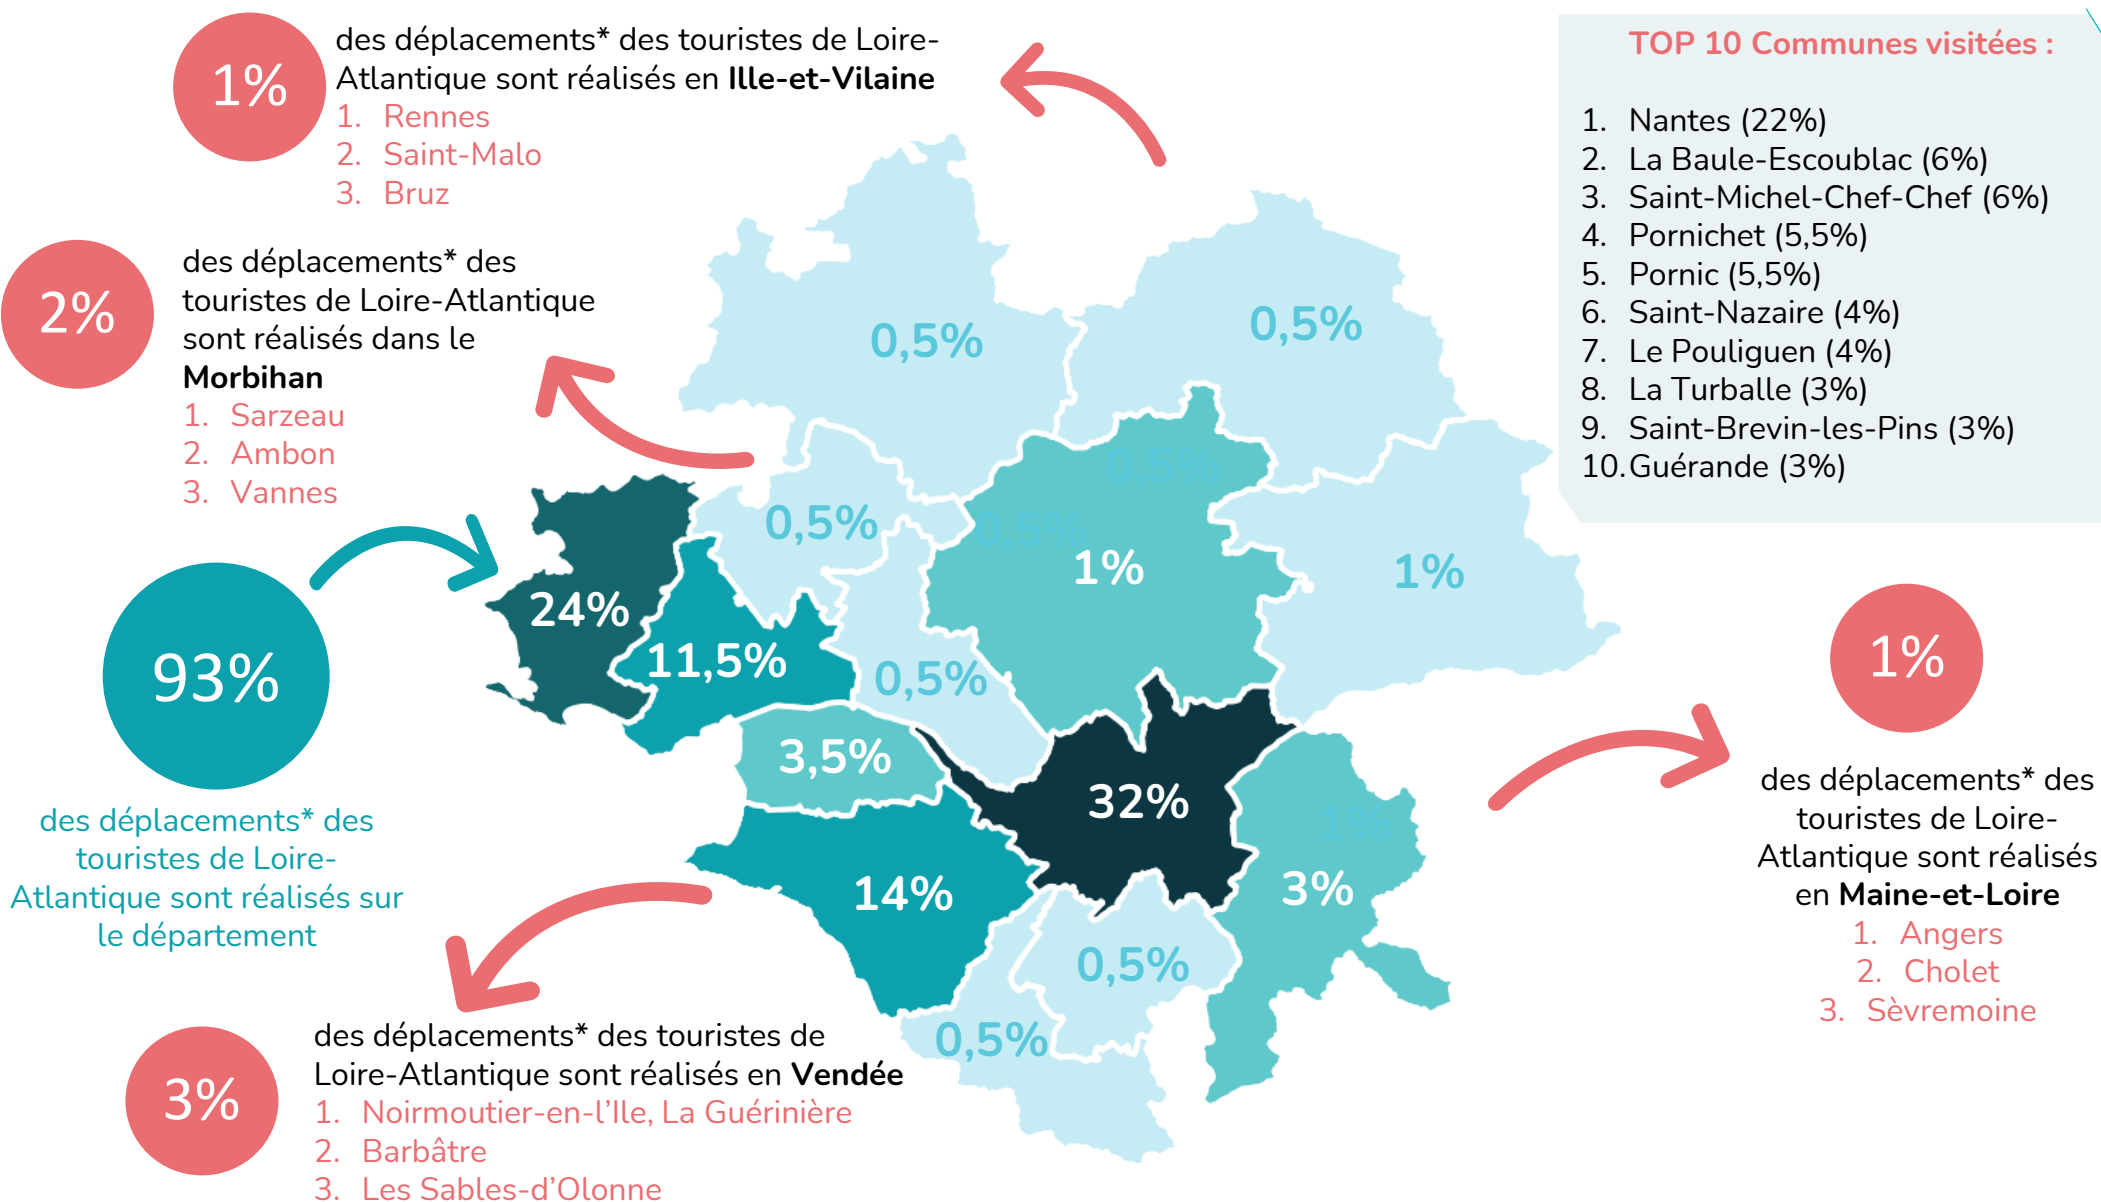 1%
des déplacements* des touristes de Loire-
Atlantique sont réalisés en Ille-et-Vilaine
1. Rennes
2. Saint-Malo
3. Bruz
2%
des déplacements* des
touristes de Loire-Atlantique
sont réalisés dans le
Morbihan
1. Sarzeau
2. Ambon
3. Vannes
93%
des déplacements* des
touristes de Loire-
Atlantique sont réalisés sur
le département
3%
des déplacements* des touristes de
Loire-Atlantique sont réalisés en Vendée
1. Noirmoutier-en-l’Ile, La Guérinière
2. Barbâtre
3. Les Sables-d’Olonne
0,5%
0,5%
0,5%
0,5%
0,5%
1%
1%
24%
11,5%
0,5%
3,5%
32%
1%
14%
3%
0,5%
0,5%
TOP 10 Communes visitées :
1. Nantes (22%)
2. La Baule-Escoublac (6%)
3. Saint-Michel-Chef-Chef (6%)
4. Pornichet (5,5%)
5. Pornic (5,5%)
6. Saint-Nazaire (4%)
7. Le Pouliguen (4%)
8. La Turballe (3%)
9. Saint-Brevin-les-Pins (3%)
10. Guérande (3%)
1%
des déplacements* des
touristes de Loire-
Atlantique sont réalisés
en Maine-et-Loire
1. Angers
2. Cholet
3. Sèvremoine